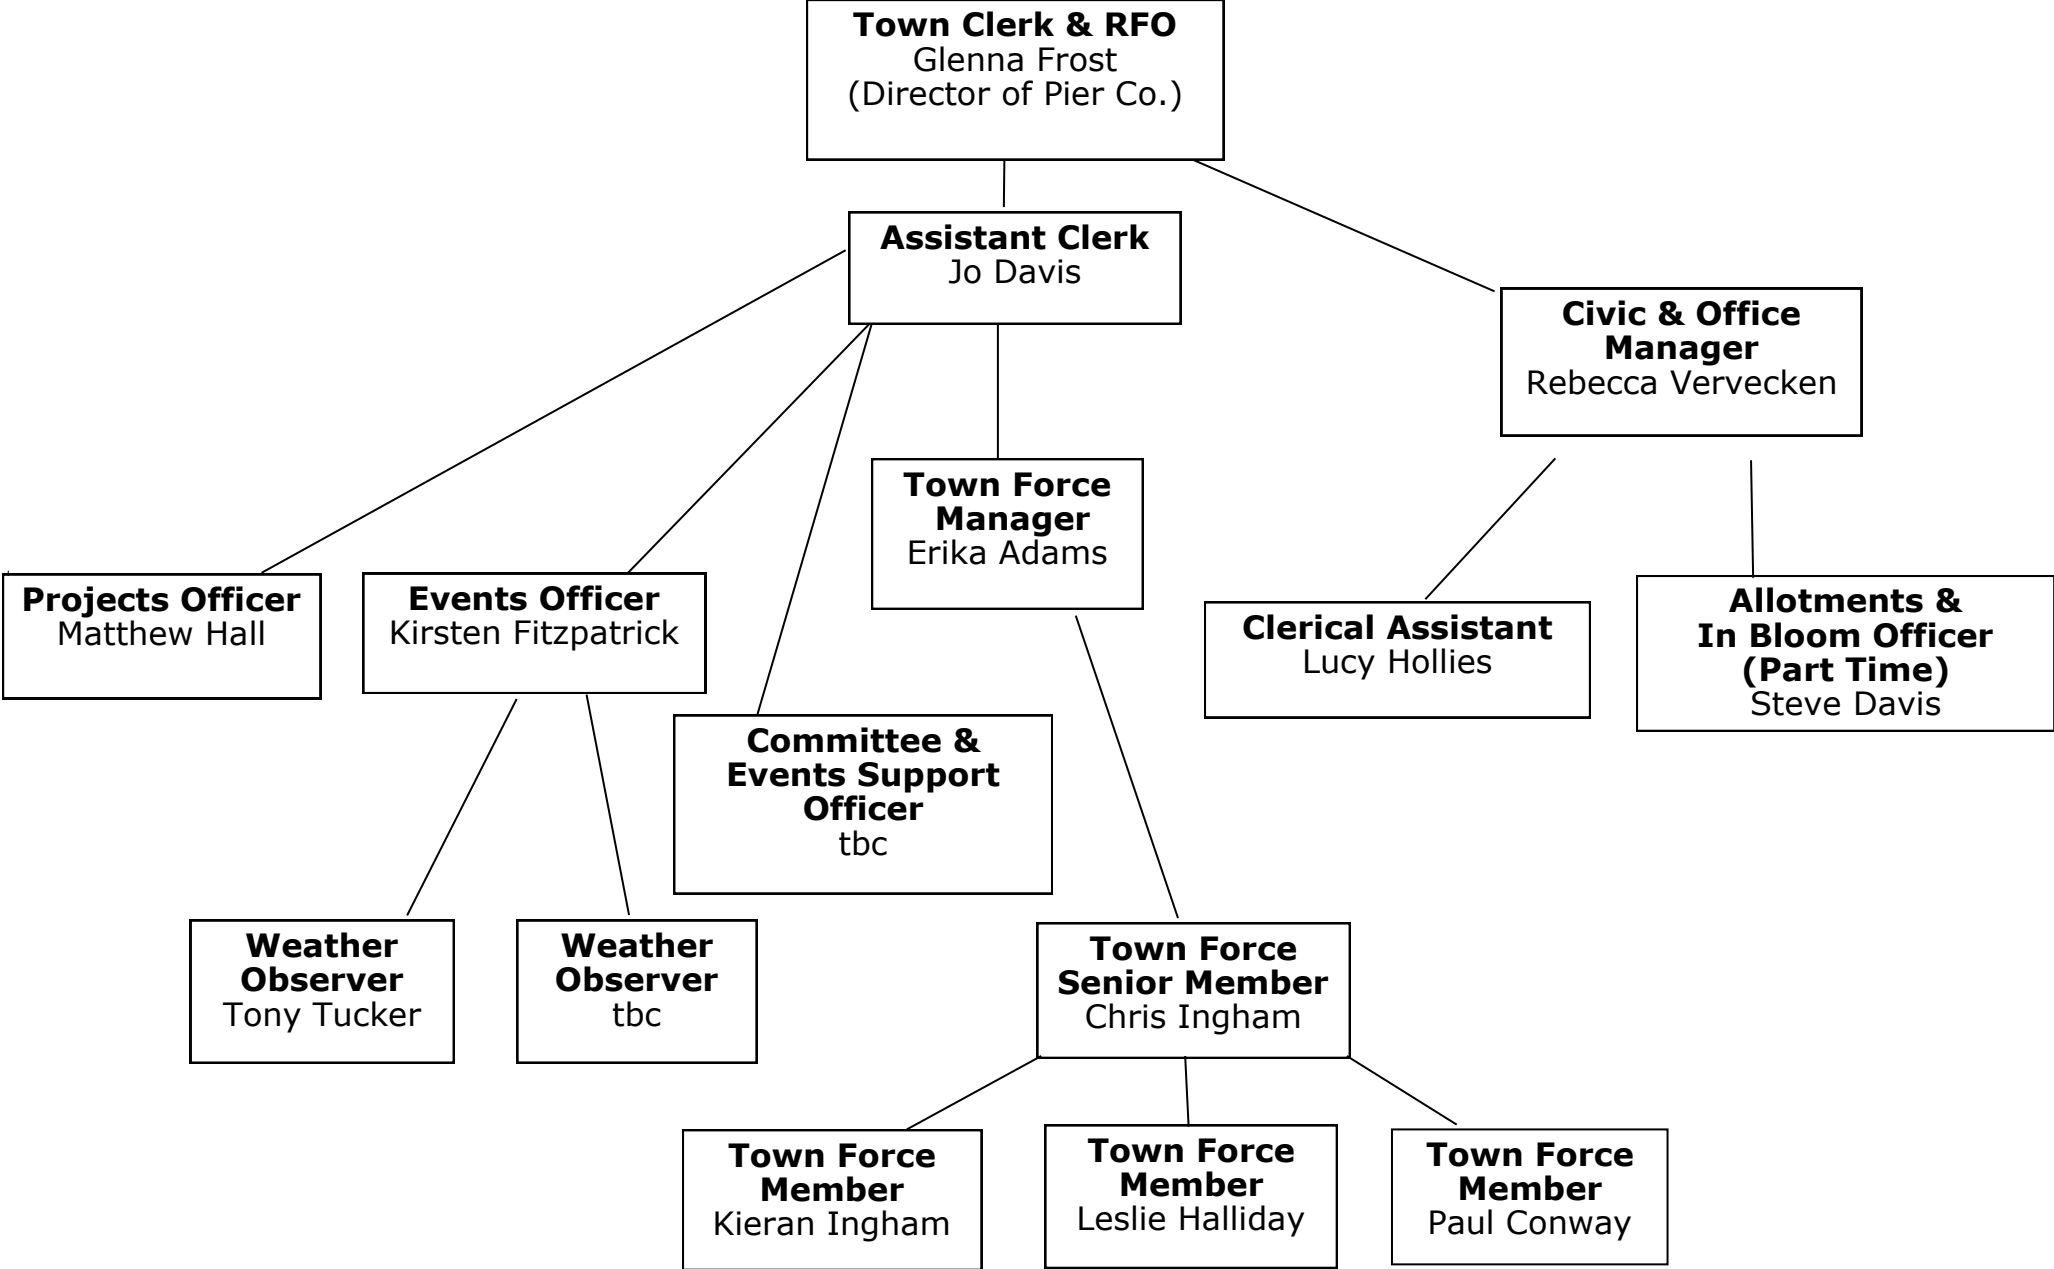 Town Clerk & RFO
Glenna Frost
(Director of Pier Co.)
Assistant Clerk
Jo Davis
Civic & Office
Manager
Rebecca Vervecken
Town Force
Manager
Erika Adams
Projects Officer
Matthew Hall
Events Officer
Kirsten Fitzpatrick
Clerical Assistant
Lucy Hollies
Allotments &
In Bloom Officer
(Part Time)
Steve Davis
Committee &
Events Support
Officer
tbc
Weather
Observer
Tony Tucker
Weather
Observer
tbc
Town Force
Senior Member
Chris Ingham
Town Force
Member
Kieran Ingham
Town Force
Member
Leslie Halliday
Town Force
Member
Paul Conway